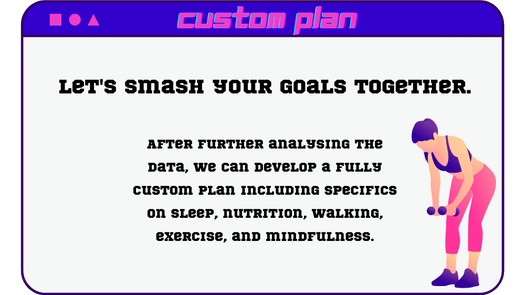 custom plan
Let's smash your goals together.
After further analysing the
data, we can develop a fully
custom plan including specifics
on sleep, nutrition, walking,
exercise, and mindfulness.